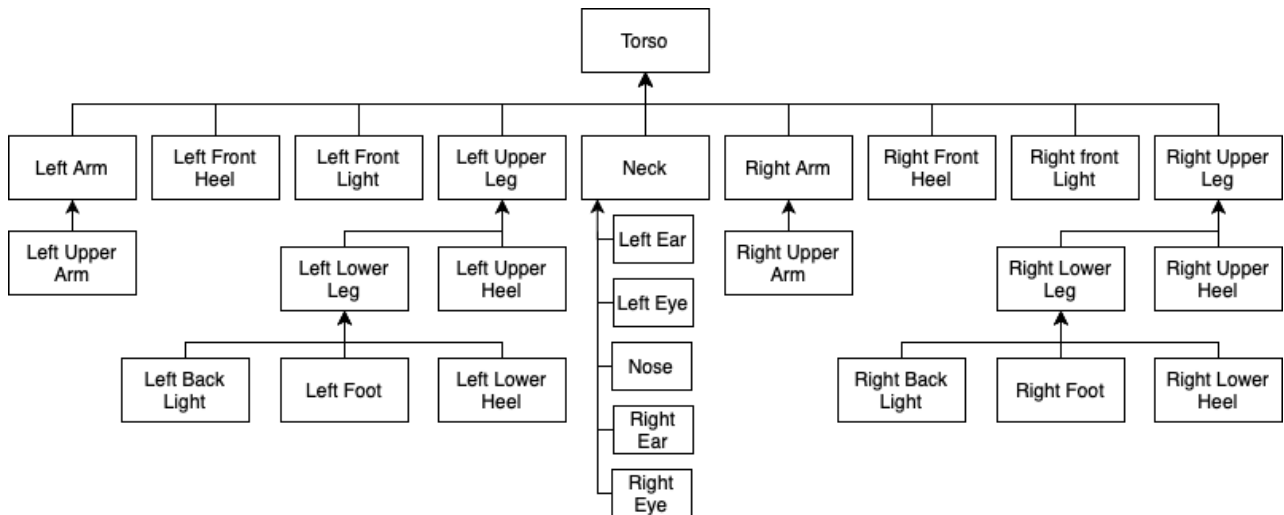 Torso
Left Arm
Left Front
Heel
Left Front
Light
Left Upper
Leg
Neck
Right Arm
Right Front
Heel
Right front
Light
Right Upper
Leg
Left Upper
Arm
Left Lower
Leg
Left Upper
Heel
Left Ear
Left Eye
Nose
Right
Ear
Right
Eye
Right Upper
Arm
Right Lower
Leg
Right Upper
Heel
Left Back
Light
Left Foot
Left Lower
Heel
Right Back
Light
Right Foot
Right Lower
Heel